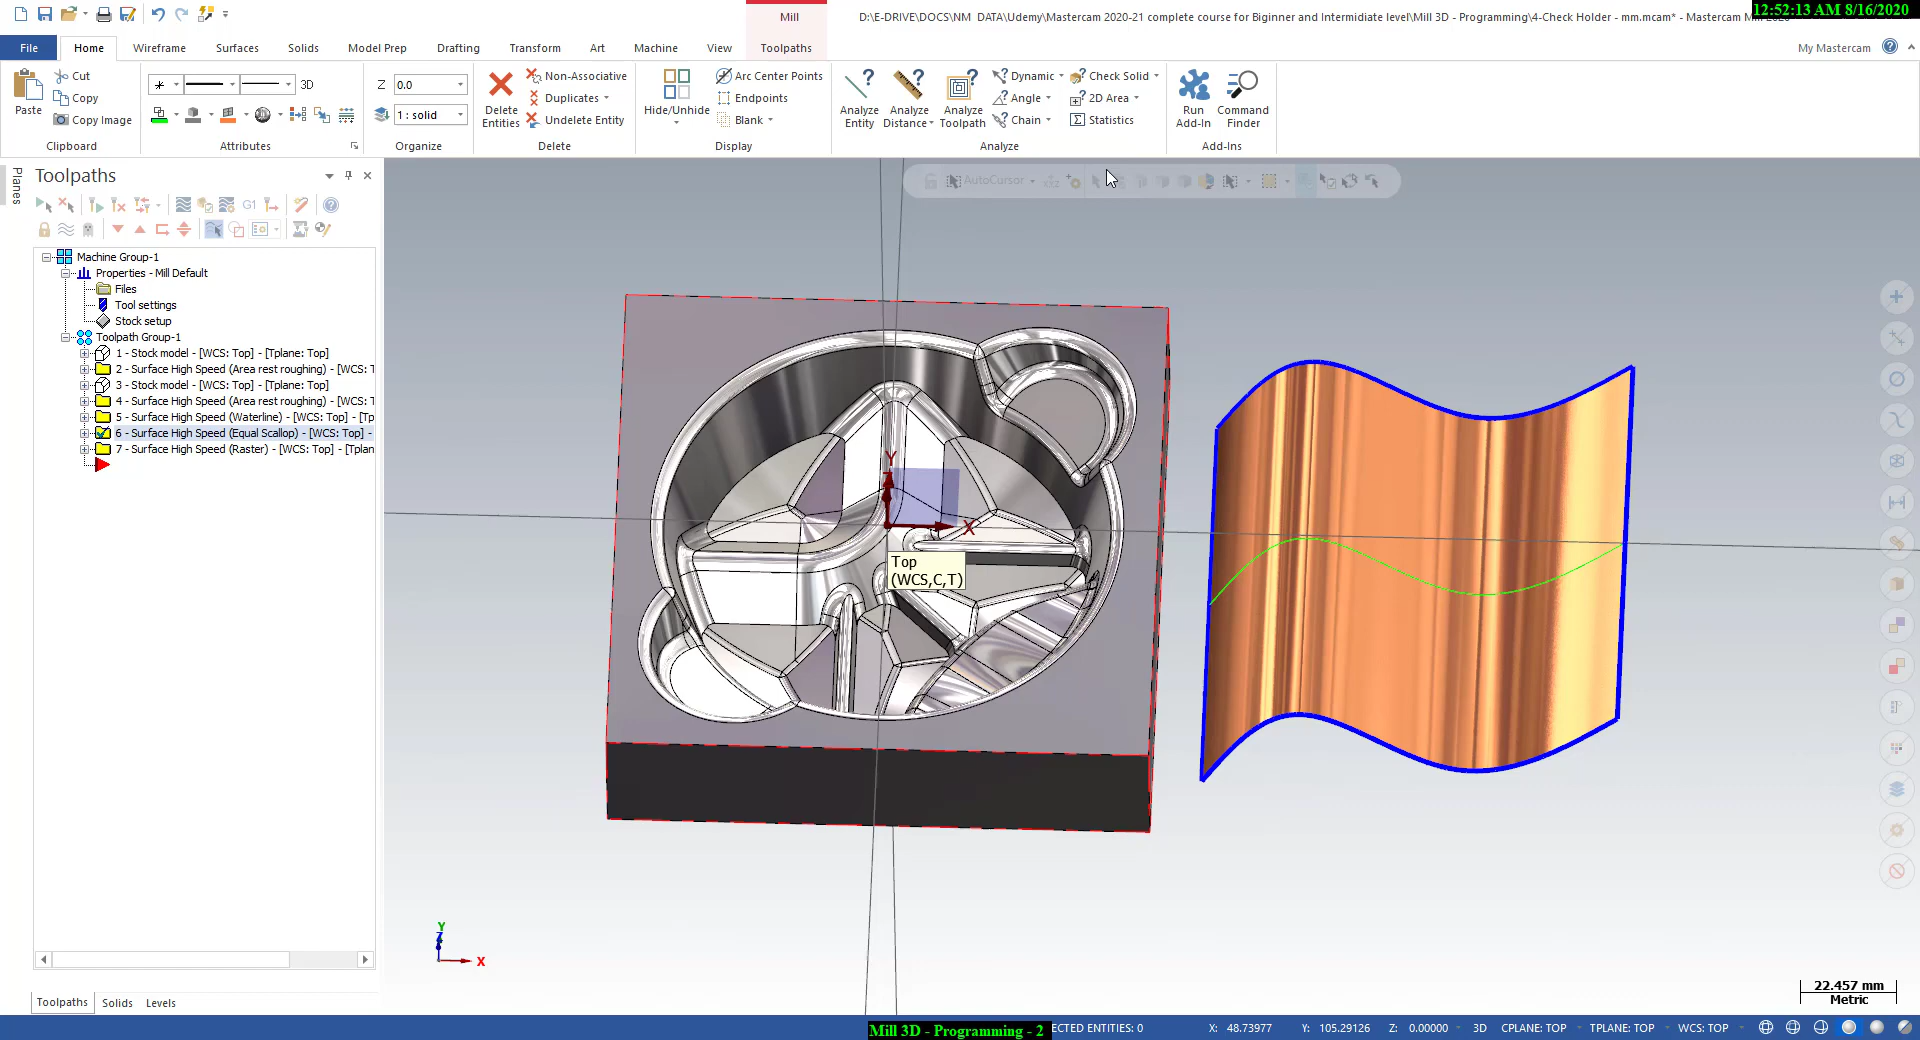 Mill
D:\E-DRIVE\DOCS\NM DATA\Udemy\Mastercam 2020-21 complete course for Biginner and Intermidiate level\Mill 3D - Programming\4-Check Holder - mm.mcam* - Mastercam
12:52:13 AM 8/16/2020
File Home Wireframe Surfaces Solids Model Prep Drafting Transform Art Machine View Toolpaths My Mastercam
Cut
Copy
Copy Image
Paste
Clipboard
3D
Attributes
Z 0.0
1 : solid
Organize
Delete Entities
Non-Associative
Duplicates
Undelete Entity
Delete
Hide/Unhide
Arc Center Points
Endpoints
Blank
Display
Analyze Entity
Analyze Distance
Analyze Toolpath
Dynamic
Angle
Chain
Check Solid
2D Area
Statistics
Analyze
Run Add-In
Command Finder
Add-Ins
Planes
Toolpaths
G1
AutoCursor
Machine Group-1
Properties - Mill Default
Files
Tool settings
Stock setup
Toolpath Group-1
1 - Stock model - [WCS: Top] - [Tplane: Top]
2 - Surface High Speed (Area rest roughing) - [WCS: T
3 - Stock model - [WCS: Top] - [Tplane: Top]
4 - Surface High Speed (Area rest roughing) - [WCS: T
5 - Surface High Speed (Waterline) - [WCS: Top] - [Tp
6 - Surface High Speed (Equal Scallop) - [WCS: Top] -
7 - Surface High Speed (Raster) - [WCS: Top] - [Tplan
Y
X
Top
(WCS,C,T)
Y
Z
X
22.457 mm
Metric
Toolpaths Solids Levels
Mill 3D - Programming - 2
ECTED ENTITIES: 0 X: 48.73977 Y: 105.29126 Z: 0.00000 3D CPLANE: TOP TPLANE: TOP WCS: TOP